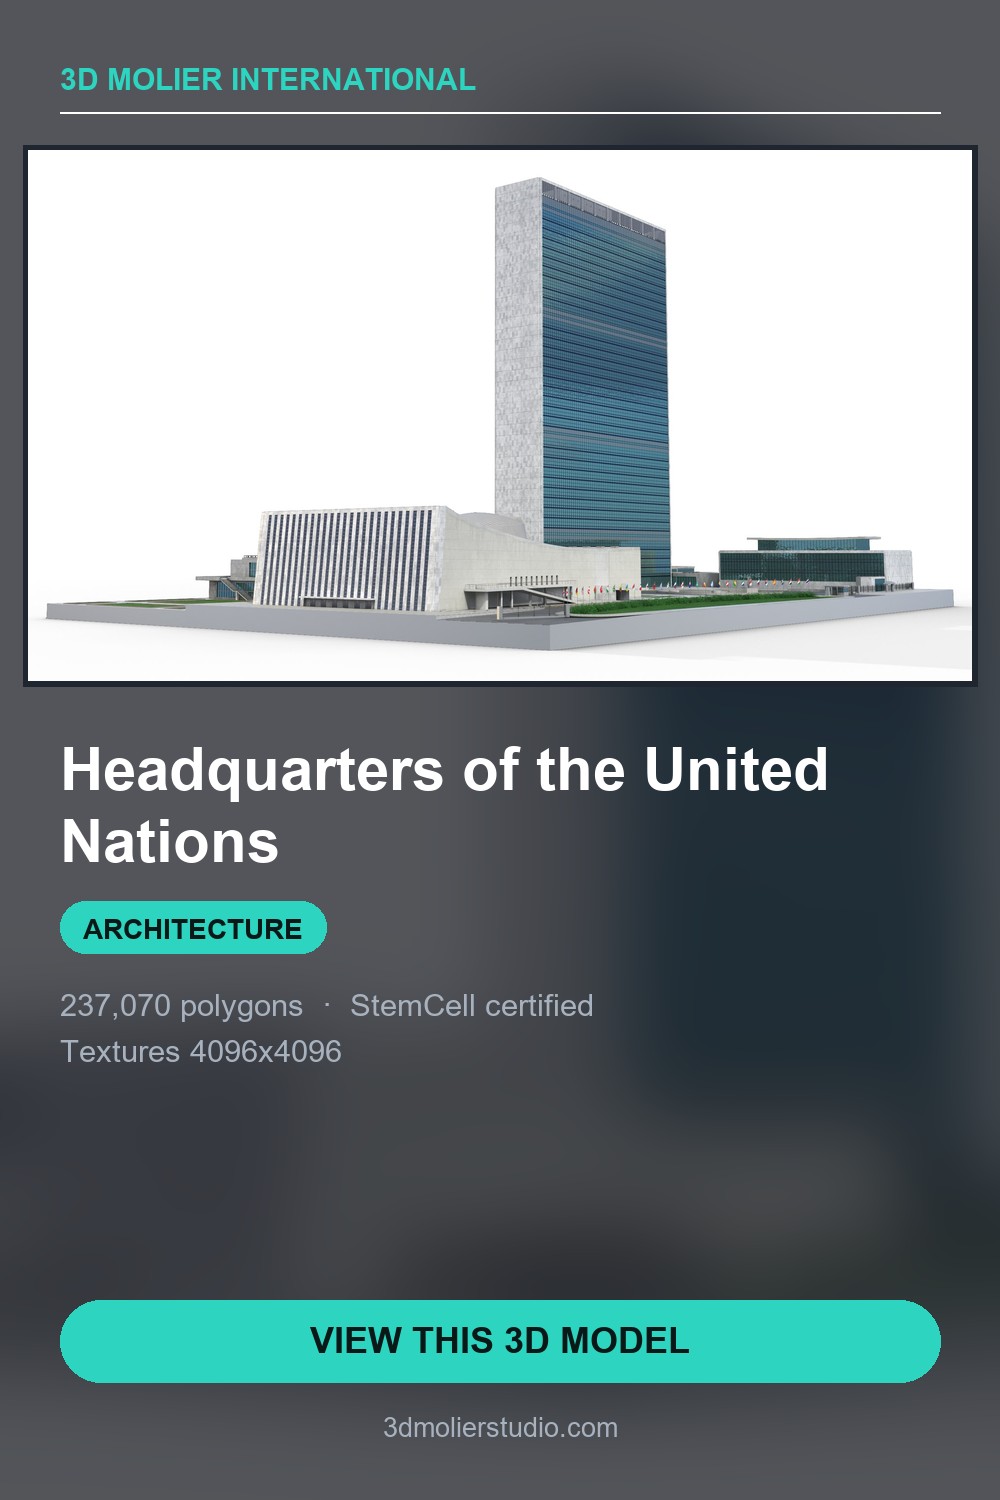 3D MOLIER INTERNATIONAL
Headquarters of the United
Nations
ARCHITECTURE
237,070 polygons · StemCell certified
Textures 4096x4096
VIEW THIS 3D MODEL
3dmolierstudio.com